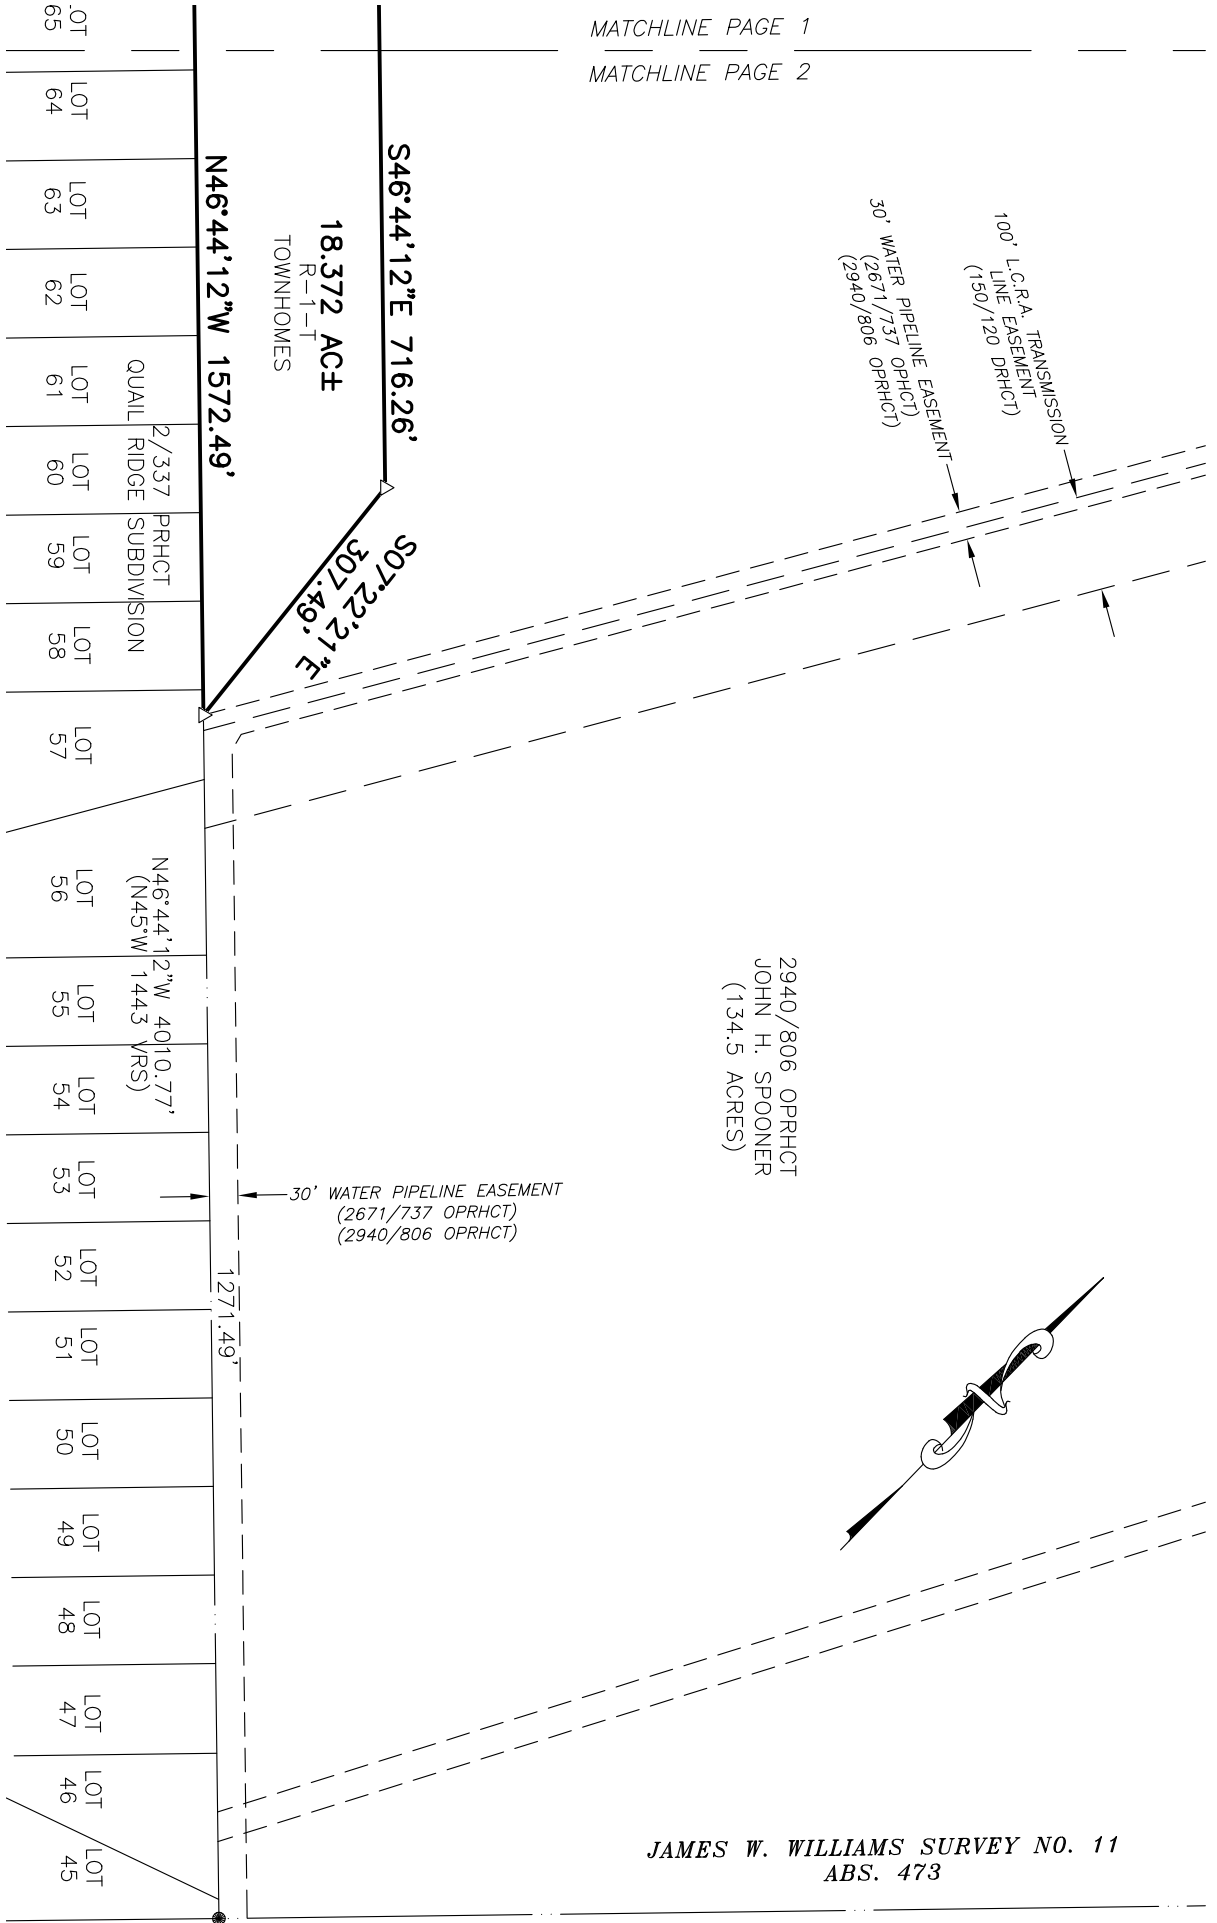 MATCHLINE PAGE 1
MATCHLINE PAGE 2
LOT
65
LOT
64
LOT
63
LOT
62
LOT
61
LOT
60
LOT
59
LOT
58
LOT
57
LOT
56
LOT
55
LOT
54
LOT
53
LOT
52
LOT
51
LOT
50
LOT
49
LOT
48
LOT
47
LOT
46
LOT
45
N46°44'12"W 1572.49'
S46°44'12"E 716.26'
18.372 AC±
R-1-T
TOWNHOMES
2/337 PRHCT
QUAIL RIDGE SUBDIVISION
S07°22'21"E
307.49'
100' L.C.R.A. TRANSMISSION
LINE EASEMENT
(150/120 DRHCT)
30' WATER PIPELINE EASEMENT
(2671/737 OPHCT)
(2940/806 OPRHCT)
N46°44'12"W 4010.77'
(N45°W 1443 VRS)
2940/806 OPRHCT
JOHN H. SPOONER
(134.5 ACRES)
30' WATER PIPELINE EASEMENT
(2671/737 OPRHCT)
(2940/806 OPRHCT)
1271.49'
JAMES W. WILLIAMS SURVEY NO. 11
ABS. 473